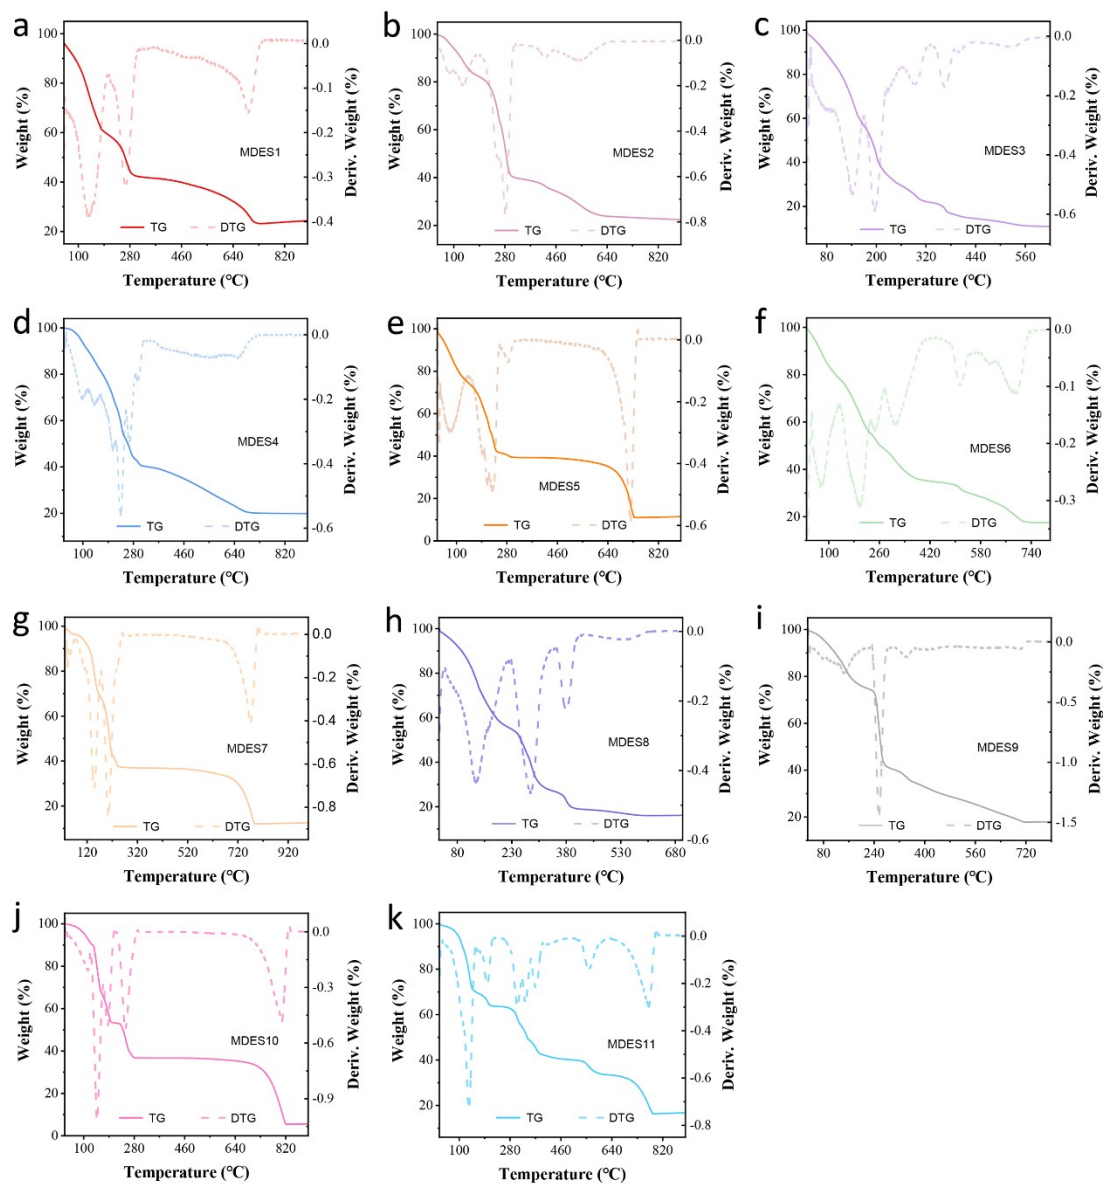 a
Weight (%)
100
80
60
40
20
0.0
-0.1
-0.2
-0.3
-0.4
Deriv. Weight (%)
MDES1
TG DTG
100 280 460 640 820
Temperature (℃)
b
Weight (%)
100
80
60
40
20
0.0
-0.2
-0.4
-0.6
-0.8
Deriv. Weight (%)
MDES2
TG DTG
100 280 460 640 820
Temperature (℃)
c
Weight (%)
100
80
60
40
20
0.0
-0.2
-0.4
-0.6
Deriv. Weight (%)
MDES3
TG DTG
80 200 320 440 560
Temperature (℃)
d
Weight (%)
100
80
60
40
20
0.0
-0.2
-0.4
-0.6
Deriv. Weight (%)
MDES4
TG DTG
100 280 460 640 820
Temperature (℃)
e
Weight (%)
100
80
60
40
20
0
0.0
-0.2
-0.4
-0.6
Deriv. Weight (%)
MDES5
TG DTG
100 280 460 640 820
Temperature (℃)
f
Weight (%)
100
80
60
40
20
0.0
-0.1
-0.2
-0.3
Deriv. Weight (%)
MDES6
TG DTG
100 260 420 580 740
Temperature (℃)
g
Weight (%)
100
80
60
40
20
0.0
-0.2
-0.4
-0.6
-0.8
Deriv. Weight (%)
MDES7
TG DTG
120 320 520 720 920
Temperature (℃)
h
Weight (%)
100
80
60
40
20
0.0
-0.2
-0.4
-0.6
Deriv. Weight (%)
MDES8
TG DTG
80 230 380 530 680
Temperature (℃)
i
Weight (%)
100
80
60
40
20
0.0
-0.5
-1.0
-1.5
Deriv. Weight (%)
MDES9
TG DTG
80 240 400 560 720
Temperature (℃)
j
Weight (%)
100
80
60
40
20
0
0.0
-0.3
-0.6
-0.9
Deriv. Weight (%)
MDES10
TG DTG
100 280 460 640 820
Temperature (℃)
k
Weight (%)
100
80
60
40
20
0.0
-0.2
-0.4
-0.6
-0.8
Deriv. Weight (%)
MDES11
TG DTG
100 280 460 640 820
Temperature (℃)